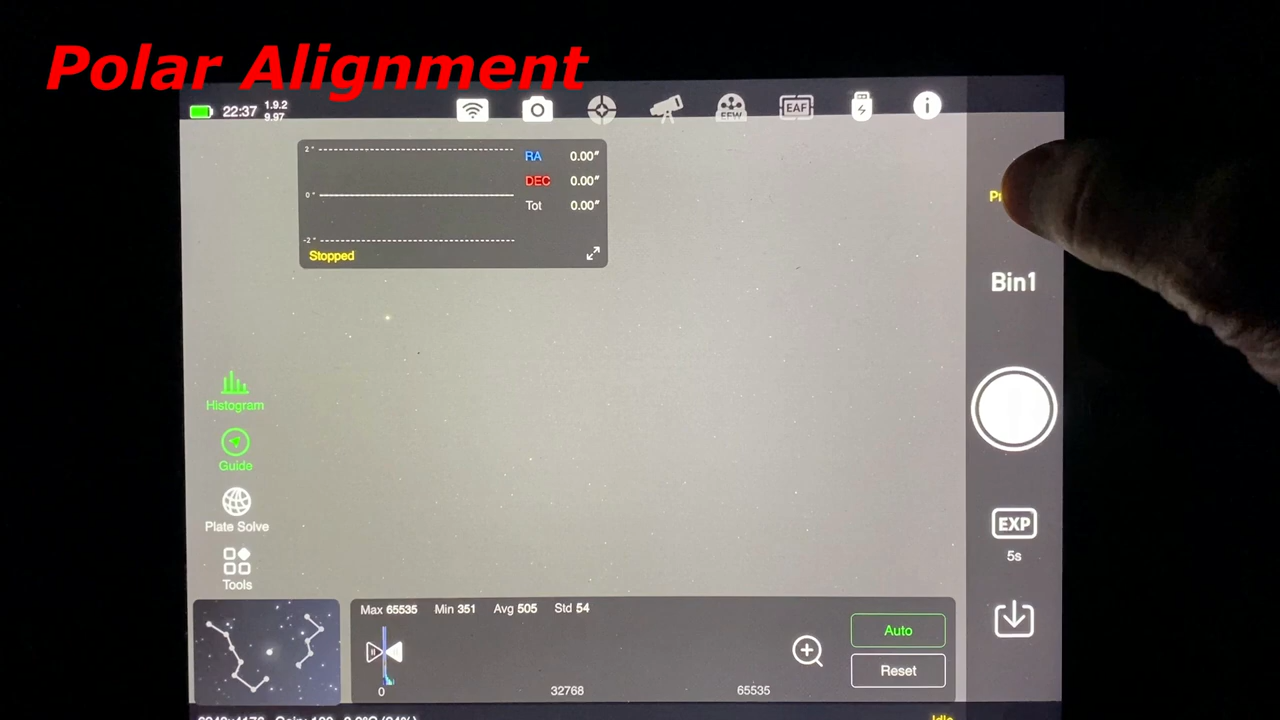 Polar Alignment
22:37 1.9.2
9.97
EFW
EAF
2"
0"
-2"
RA 0.00"
DEC 0.00"
Tot 0.00"
Stopped
Bin1
Histogram
Guide
Plate Solve
Tools
EXP
5s
Max 65535 Min 351 Avg 505 Std 54
Auto
Reset
0 32768 65535
Idle